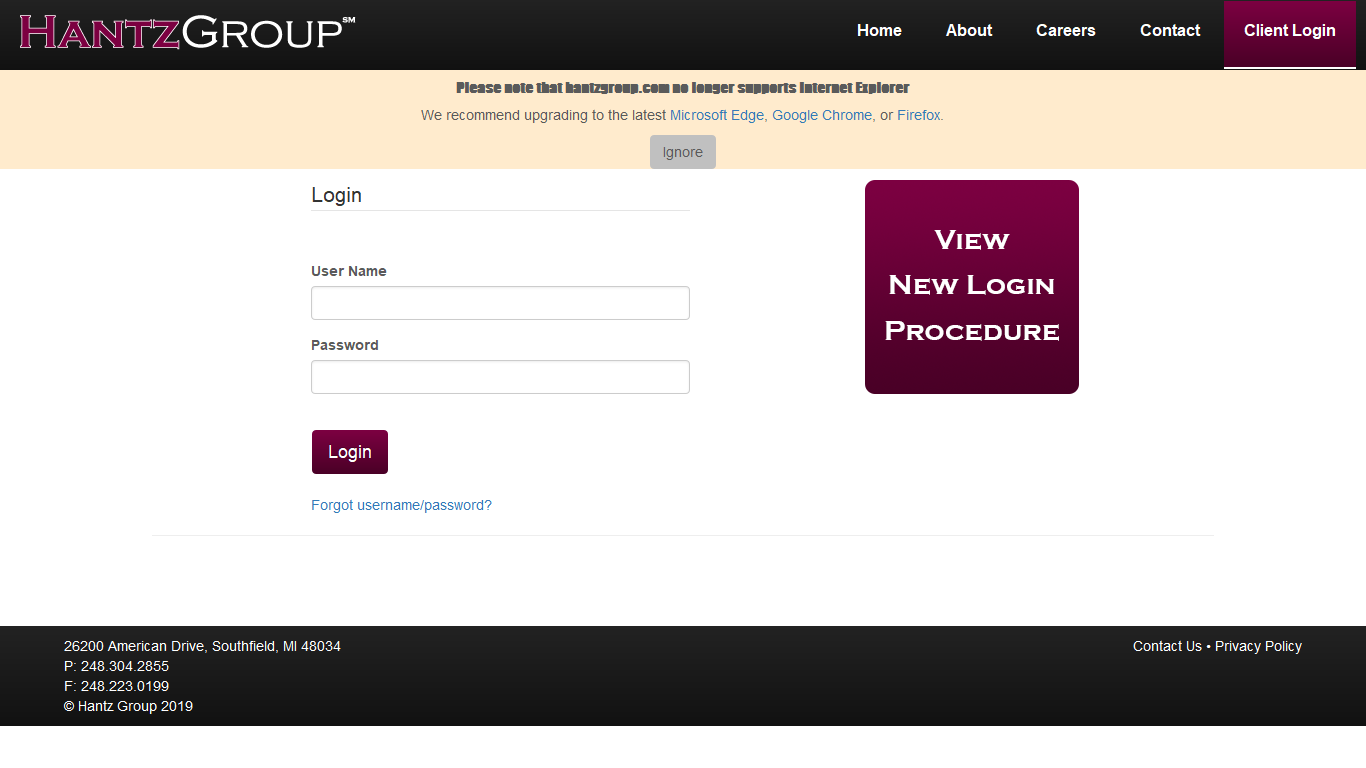 HANTZGROUP℠
Home About Careers Contact Client Login
Please note that hantzgroup.com no longer supports Internet Explorer
We recommend upgrading to the latest Microsoft Edge, Google Chrome, or Firefox.
Ignore
Login
User Name
Password
Login
Forgot username/password?
VIEW
NEW LOGIN
PROCEDURE
26200 American Drive, Southfield, MI 48034
P: 248.304.2855
F: 248.223.0199
© Hantz Group 2019
Contact Us • Privacy Policy